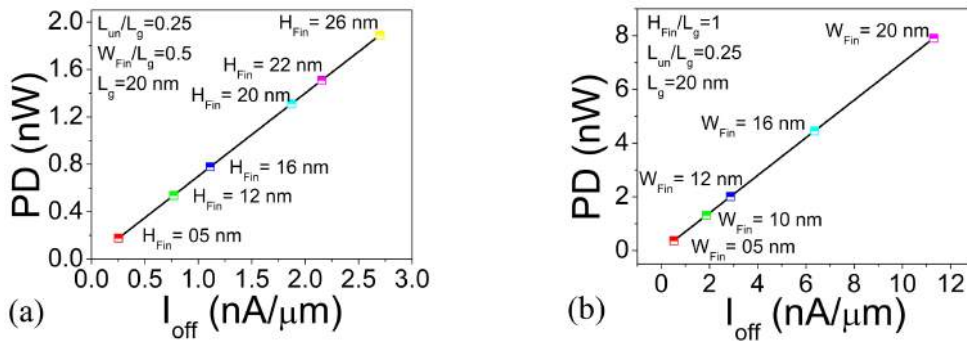 L_un/L_g=0.25
W_Fin/L_g=0.5
L_g=20 nm
H_Fin= 26 nm
H_Fin= 22 nm
H_Fin= 20 nm
H_Fin= 16 nm
H_Fin= 12 nm
H_Fin= 05 nm
PD (nW)
2.0
1.6
1.2
0.8
0.4
0.0
0.0 0.5 1.0 1.5 2.0 2.5 3.0
(a)
I_off (nA/μm)
H_Fin/L_g=1
L_un/L_g=0.25
L_g=20 nm
W_Fin= 20 nm
W_Fin= 16 nm
W_Fin= 12 nm
W_Fin= 10 nm
W_Fin= 05 nm
PD (nW)
8
6
4
2
0
0 2 4 6 8 10 12
(b)
I_off (nA/μm)